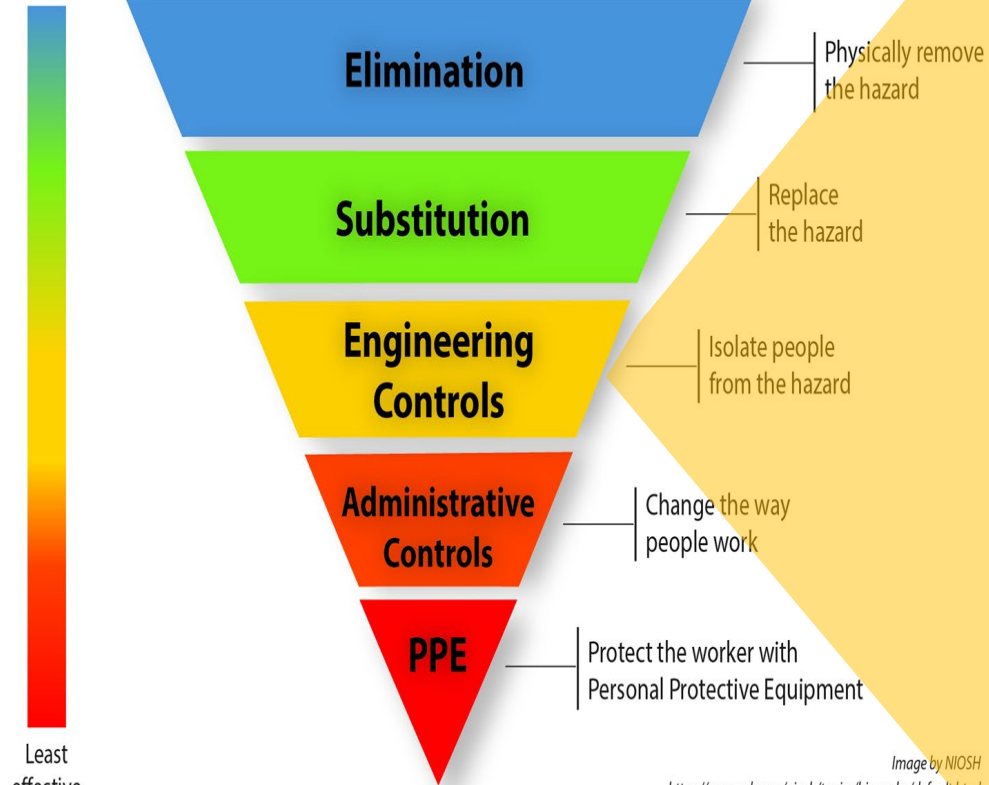 Elimination
Physically remove
the hazard
Substitution
Replace
the hazard
Engineering
Controls
Isolate people
from the hazard
Administrative
Controls
Change the way
people work
PPE
Protect the worker with
Personal Protective Equipment
Least
effective
Image by NIOSH